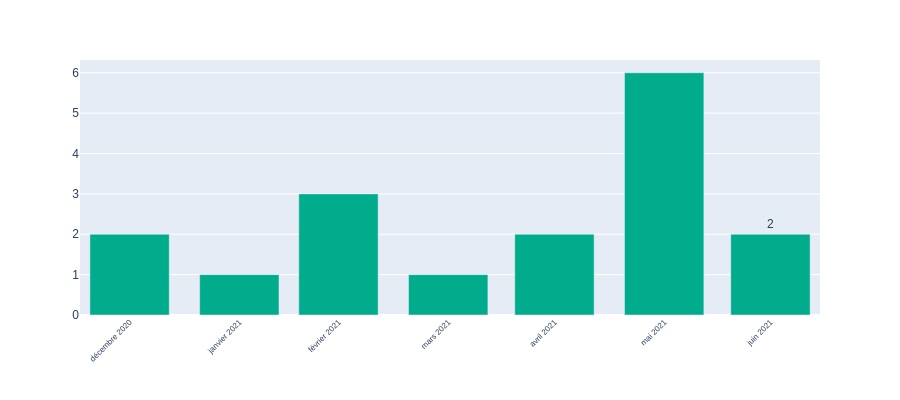 6
5
4
3
2
1
0
2
décembre 2020
janvier 2021
février 2021
mars 2021
avril 2021
mai 2021
juin 2021